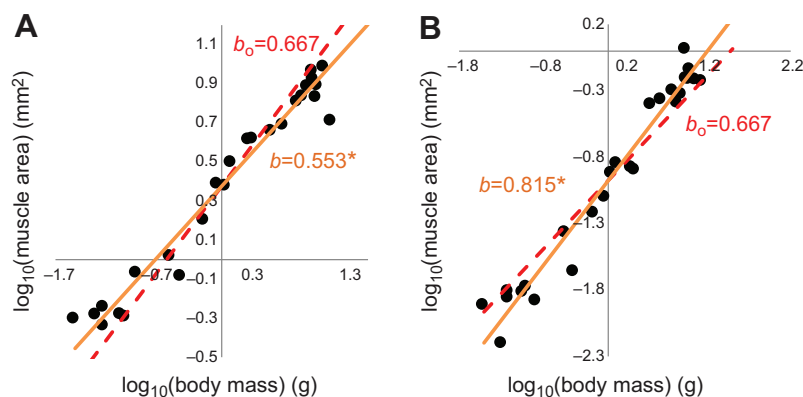 A
1.1
0.9
0.7
0.5
0.3
0.1
–0.1
–0.3
–0.5
–1.7
–0.7
0.3
1.3
bo=0.667
b=0.553*
log10(muscle area) (mm2)
log10(body mass) (g)
B
0.2
–0.3
–0.8
–1.3
–1.8
–2.3
–1.8
–0.8
0.2
1.2
2.2
bo=0.667
b=0.815*
log10(muscle area) (mm2)
log10(body mass) (g)